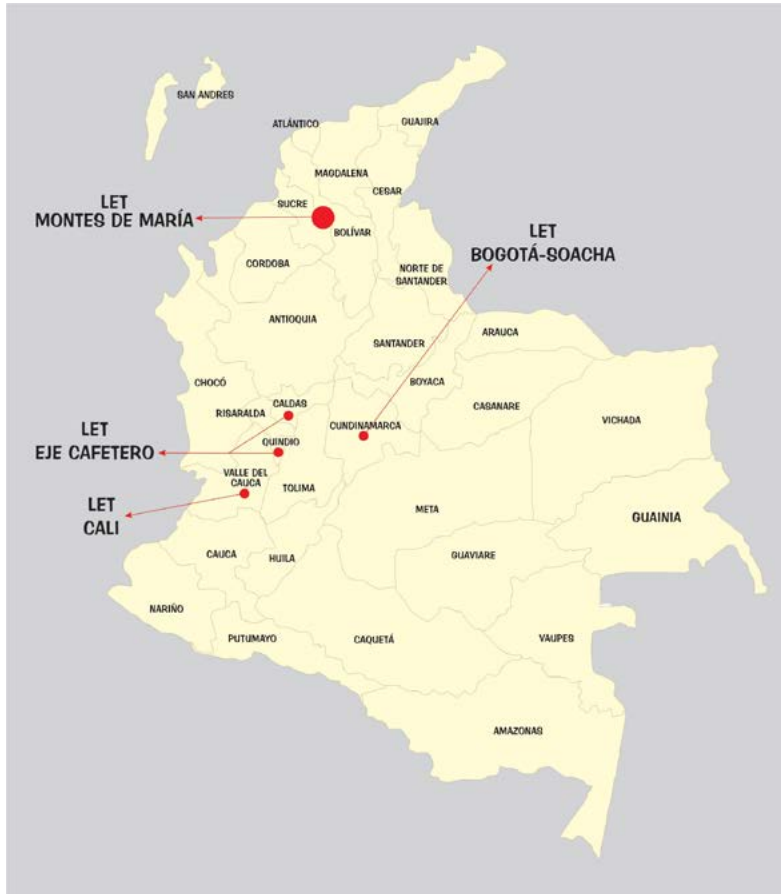 SAN ANDRES
GUAJIRA
ATLÁNTICO
MAGDALENA
CESAR
LET
MONTES DE MARÍA
SUCRE
BOLÍVAR
LET
BOGOTÁ-SOACHA
CORDOBA
NORTE DE
SANTANDER
ANTIOQUIA
SANTANDER
ARAUCA
BOYACA
CHOCÓ
CALDAS
RISARALDA
CASANARE
VICHADA
CUNDINAMARCA
LET
EJE CAFETERO
QUINDIO
VALLE DEL
CAUCA
TOLIMA
LET
CALI
META
GUAINIA
CAUCA
HUILA
GUAVIARE
NARIÑO
PUTUMAYO
CAQUETÁ
VAUPES
AMAZONAS